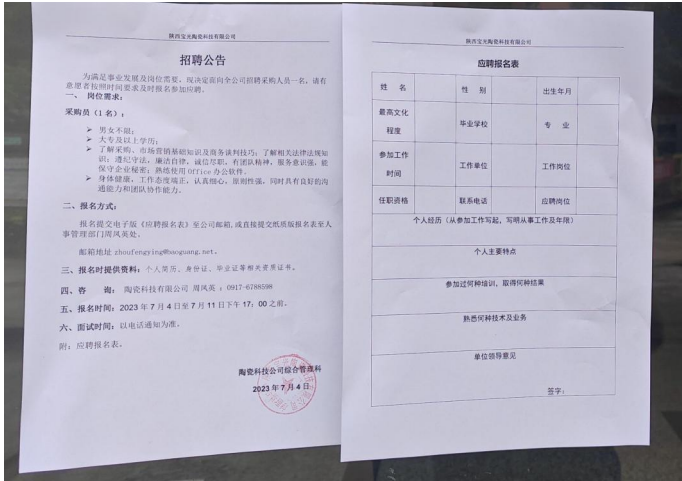 陕西宝光陶瓷科技有限公司
招聘公告
为满足事业发展及岗位需要，现决定面向全公司招聘采购人员一名，请有
意愿者按照时间要求及时报名参加应聘。
一、岗位需求：
采购员（1名）：
➢ 男女不限；
➢ 大专及以上学历；
➢ 了解采购、市场营销基础知识及商务谈判技巧；了解相关法律法规知
识；遵纪守法，廉洁自律，诚信尽职，有团队精神，服务意识强，能
保守企业秘密；熟练使用Office办公软件。
➢ 身体健康，工作态度端正，认真细心，原则性强，同时具有良好的沟
通能力和团队协作能力。
二、报名方式：
报名提交电子版《应聘报名表》至公司邮箱，或直接提交纸质版报名表至人
事管理部门周凤英处。
邮箱地址 zhoufengying@baoguang.net。
三、报名时提供资料：个人简历、身份证、毕业证等相关资质证书。
四、咨 询：陶瓷科技有限公司 周凤英：0917-6788598
五、报名时间：2023年7月4日至7月11日下午17：00之前。
六、面试时间：以电话通知为准。
附：应聘报名表。
陶瓷科技公司综合管理科
2023年7月4日
陕西宝光陶瓷科技有限公司
应聘报名表
姓 名 性 别 出生年月
最高文化程度 毕业学校 专 业
参加工作时间 工作单位 工作岗位
任职资格 联系电话 应聘岗位
个人经历（从参加工作写起，写明从事工作及年限）
个人主要特点
参加过何种培训，取得何种结果
熟悉何种技术及业务
单位领导意见
签字：